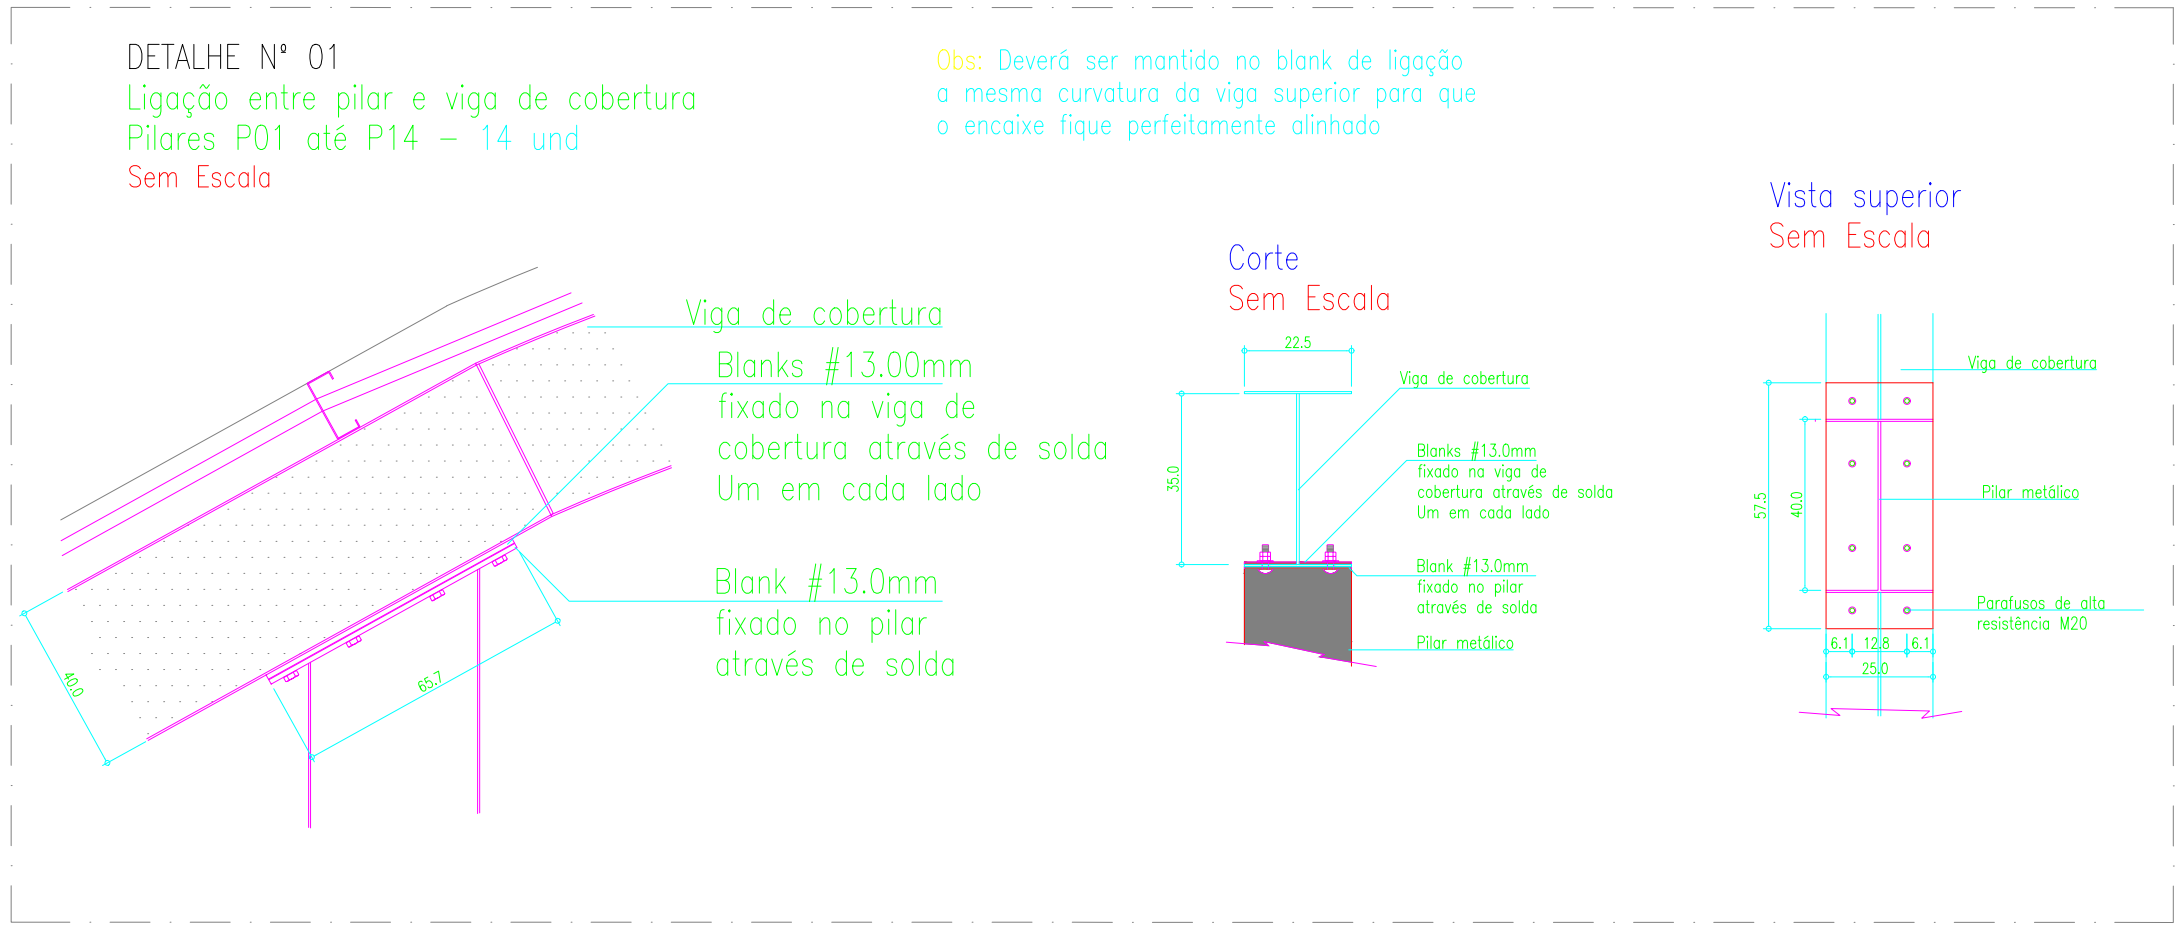 DETALHE Nº 01
Ligação entre pilar e viga de cobertura
Pilares P01 até P14 - 14 und
Sem Escala
Obs: Deverá ser mantido no blank de ligação
a mesma curvatura da viga superior para que
o encaixe fique perfeitamente alinhado
Viga de cobertura
Blanks #13.00mm
fixado na viga de
cobertura através de solda
Um em cada lado
Blank #13.0mm
fixado no pilar
através de solda
40.0
65.7
Corte
Sem Escala
22.5
35.0
Viga de cobertura
Blanks #13.0mm
fixado na viga de
cobertura através de solda
Um em cada lado
Blank #13.0mm
fixado no pilar
através de solda
Pilar metálico
Vista superior
Sem Escala
Viga de cobertura
57.5
40.0
Pilar metálico
Parafusos de alta
resistência M20
6.1 12.8 6.1
25.0